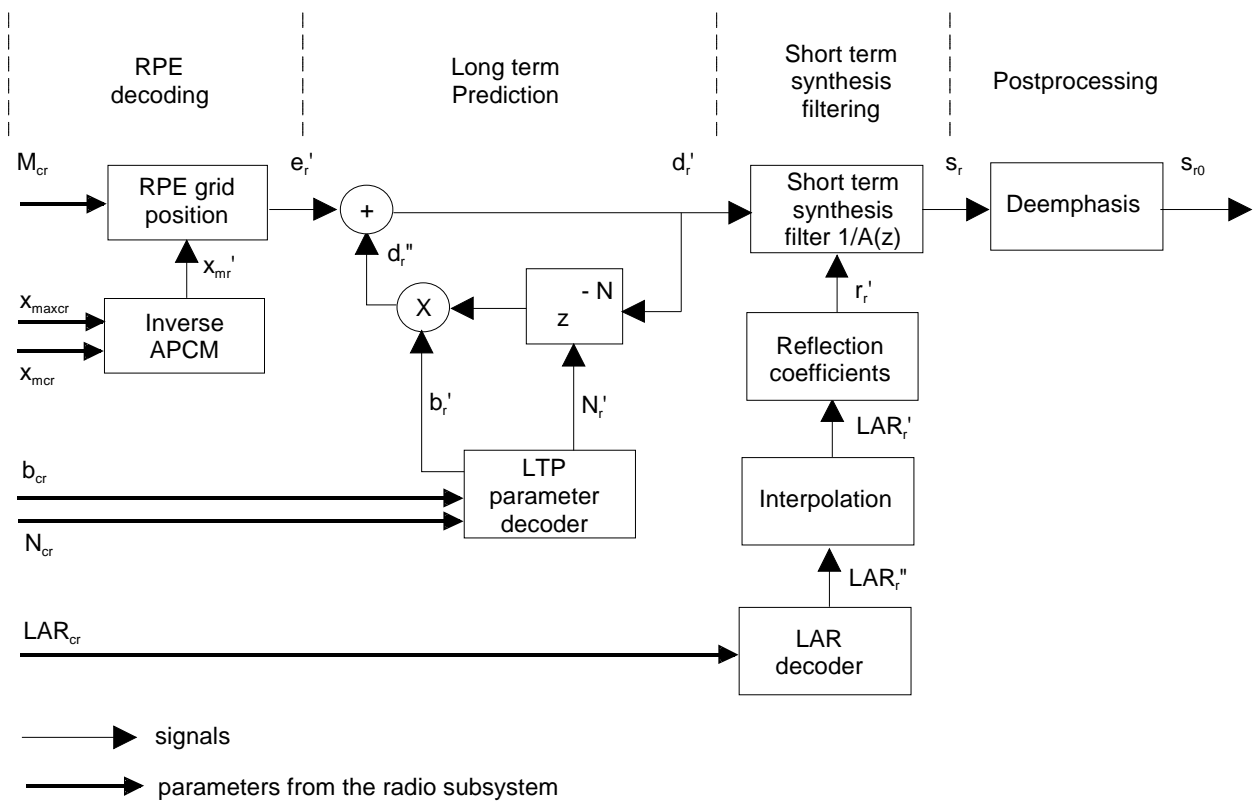 RPE
decoding
Long term
Prediction
Short term
synthesis
filtering
Postprocessing
Mcr
RPE grid
position
er'
+
dr'
Short term
synthesis
filter 1/A(z)
sr
Deemphasis
sr0
xmr'
dr"
X
z - N
rr'
xmaxcr
xmcr
Inverse
APCM
br'
Nr'
Reflection
coefficients
LARr'
bcr
Ncr
LTP
parameter
decoder
Interpolation
LARr"
LARcr
LAR
decoder
signals
parameters from the radio subsystem